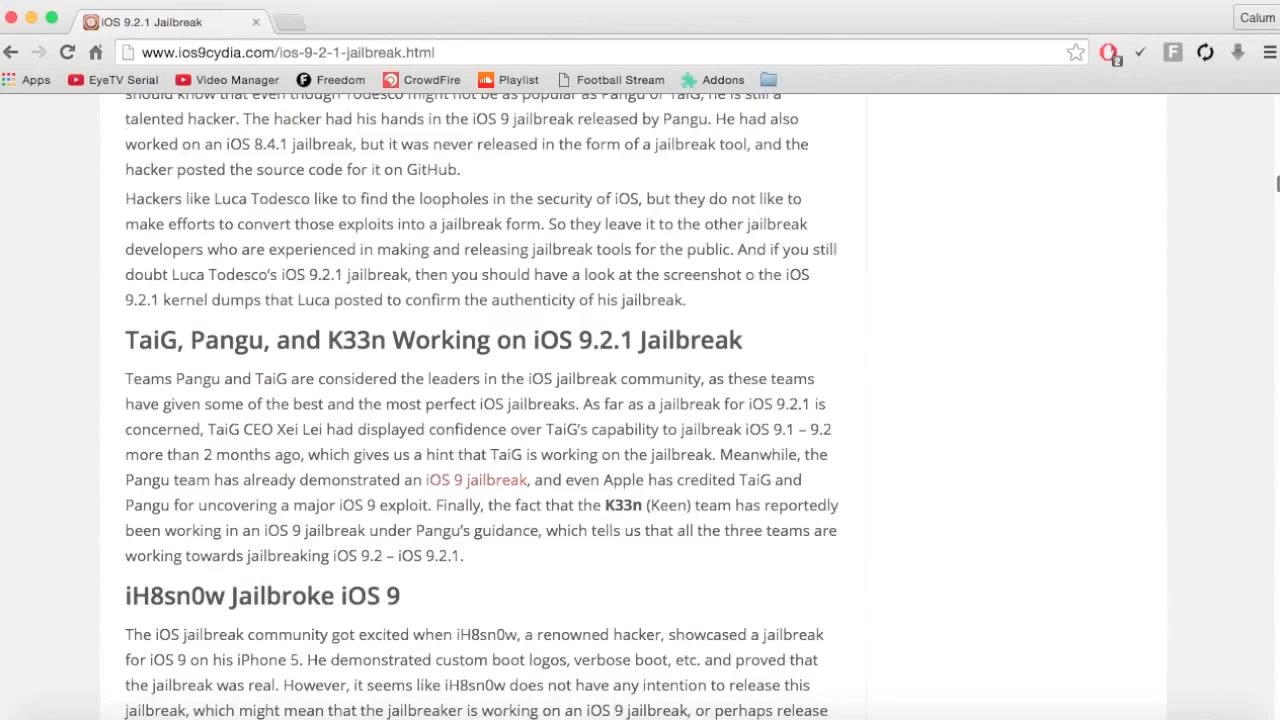 iOS 9.2.1 Jailbreak
Calum
www.ios9cydia.com/ios-9-2-1-jailbreak.html
F
2
Apps EyeTV Serial Video Manager Freedom CrowdFire Playlist Football Stream Addons
should know that even though Todesco might not be as popular as Pangu or TaiG, he is still a
talented hacker. The hacker had his hands in the iOS 9 jailbreak released by Pangu. He had also
worked on an iOS 8.4.1 jailbreak, but it was never released in the form of a jailbreak tool, and the
hacker posted the source code for it on GitHub.
Hackers like Luca Todesco like to find the loopholes in the security of iOS, but they do not like to
make efforts to convert those exploits into a jailbreak form. So they leave it to the other jailbreak
developers who are experienced in making and releasing jailbreak tools for the public. And if you still
doubt Luca Todesco's iOS 9.2.1 jailbreak, then you should have a look at the screenshot o the iOS
9.2.1 kernel dumps that Luca posted to confirm the authenticity of his jailbreak.
TaiG, Pangu, and K33n Working on iOS 9.2.1 Jailbreak
Teams Pangu and TaiG are considered the leaders in the iOS jailbreak community, as these teams
have given some of the best and the most perfect iOS jailbreaks. As far as a jailbreak for iOS 9.2.1 is
concerned, TaiG CEO Xei Lei had displayed confidence over TaiG's capability to jailbreak iOS 9.1 – 9.2
more than 2 months ago, which gives us a hint that TaiG is working on the jailbreak. Meanwhile, the
Pangu team has already demonstrated an iOS 9 jailbreak, and even Apple has credited TaiG and
Pangu for uncovering a major iOS 9 exploit. Finally, the fact that the K33n (Keen) team has reportedly
been working in an iOS 9 jailbreak under Pangu's guidance, which tells us that all the three teams are
working towards jailbreaking iOS 9.2 – iOS 9.2.1.
iH8sn0w Jailbroke iOS 9
The iOS jailbreak community got excited when iH8sn0w, a renowned hacker, showcased a jailbreak
for iOS 9 on his iPhone 5. He demonstrated custom boot logos, verbose boot, etc. and proved that
the jailbreak was real. However, it seems like iH8sn0w does not have any intention to release this
jailbreak, which might mean that the jailbreaker is working on an iOS 9 jailbreak, or perhaps release